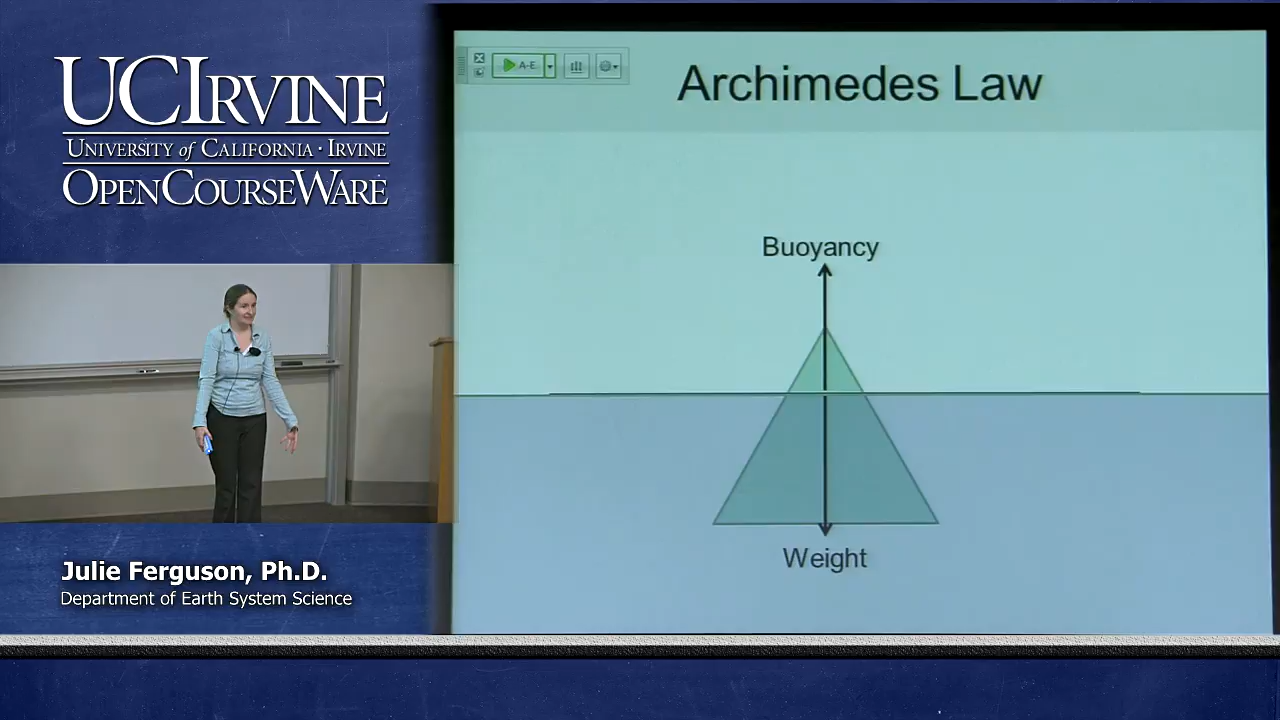 UCIRVINE
UNIVERSITY of CALIFORNIA · IRVINE
OPENCOURSEWARE
Julie Ferguson, Ph.D.
Department of Earth System Science
A-E
Archimedes Law
Buoyancy
Weight